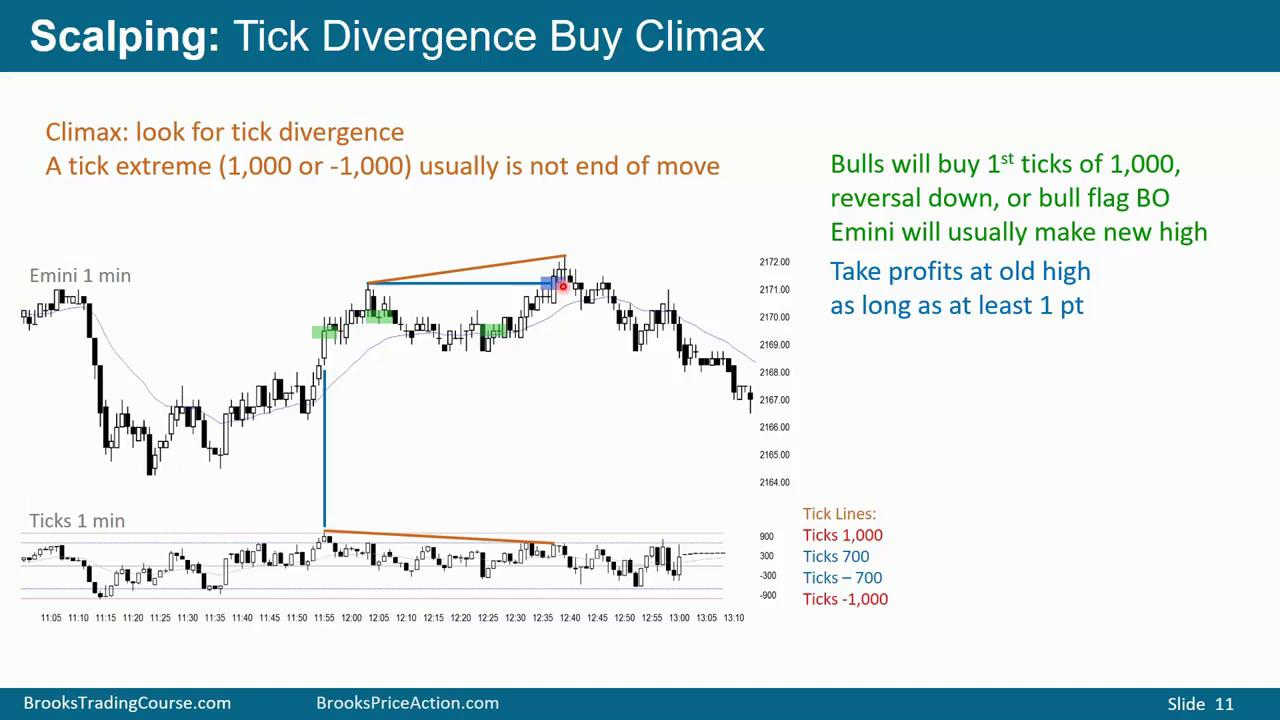 Scalping: Tick Divergence Buy Climax
Climax: look for tick divergence
A tick extreme (1,000 or -1,000) usually is not end of move
Bulls will buy 1st ticks of 1,000,
reversal down, or bull flag BO
Emini will usually make new high
Take profits at old high
as long as at least 1 pt
Emini 1 min
2172.00
2171.00
2170.00
2169.00
2168.00
2167.00
2166.00
2165.00
2164.00
Ticks 1 min
900
300
-300
-900
Tick Lines:
Ticks 1,000
Ticks 700
Ticks – 700
Ticks -1,000
11:05 11:10 11:15 11:20 11:25 11:30 11:35 11:40 11:45 11:50 11:55 12:00 12:05 12:10 12:15 12:20 12:25 12:30 12:35 12:40 12:45 12:50 12:55 13:00 13:05 13:10
BrooksTradingCourse.com BrooksPriceAction.com Slide 11